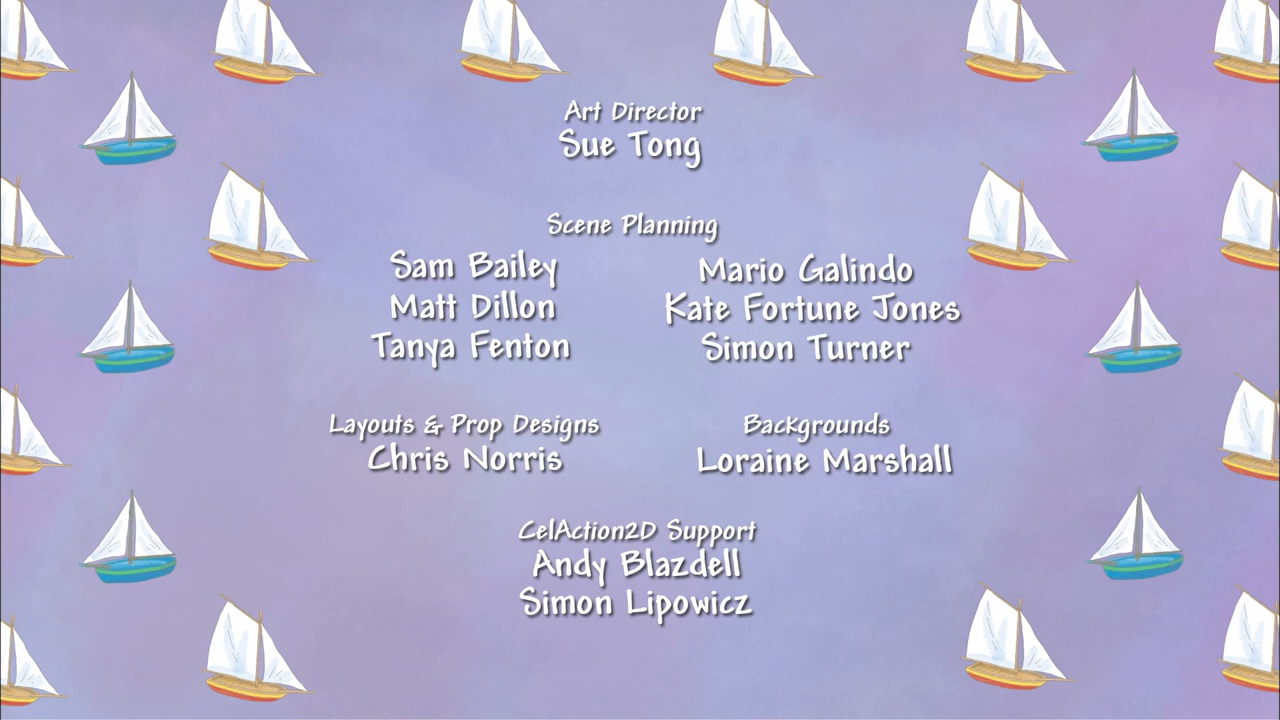 Art Director
Sue Tong
Scene Planning
Sam Bailey
Matt Dillon
Tanya Fenton
Mario Galindo
Kate Fortune Jones
Simon Turner
Layouts & Prop Designs
Chris Norris
Backgrounds
Loraine Marshall
CelAction2D Support
Andy Blazdell
Simon Lipowicz